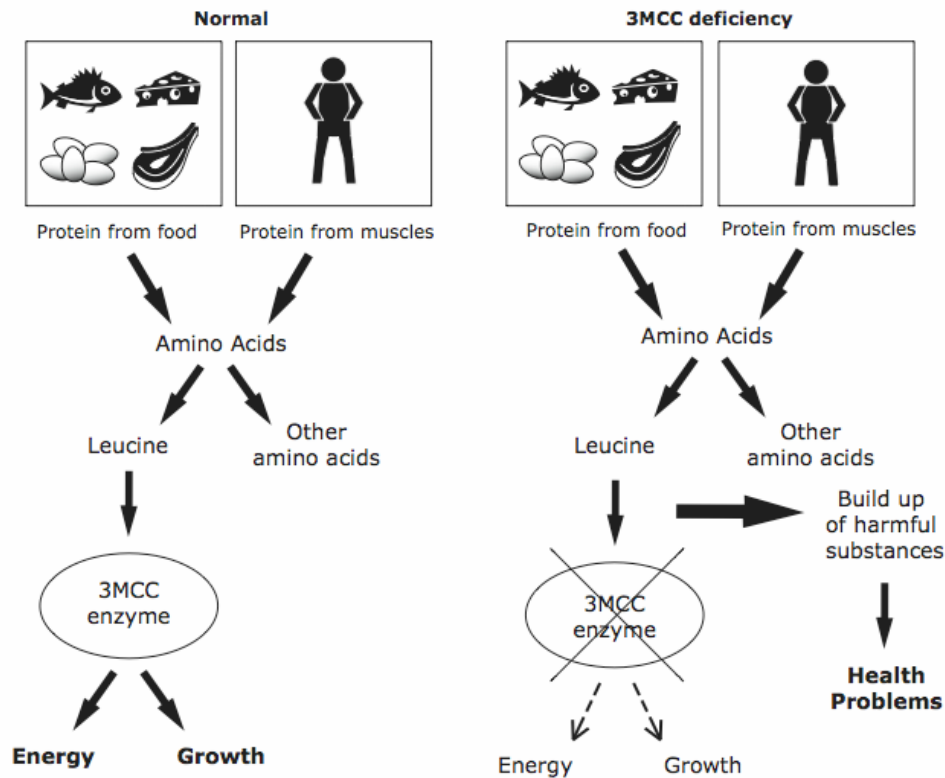 Normal
Protein from food
Protein from muscles
Amino Acids
Leucine
Other
amino acids
3MCC
enzyme
Energy
Growth
3MCC deficiency
Protein from food
Protein from muscles
Amino Acids
Leucine
Other
amino acids
Build up
of harmful
substances
3MCC
enzyme
Health
Problems
Energy
Growth